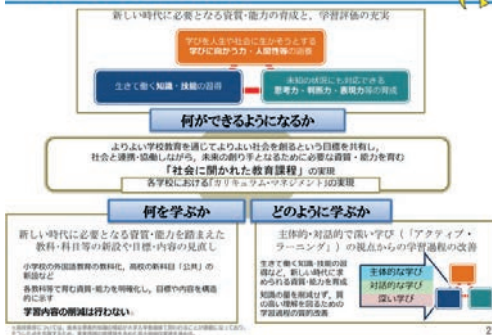 新しい時代に必要となる資質・能力の育成と、学習評価の充実
学びを人生や社会に生かそうとする
学びに向かう力・人間性等の涵養
生きて働く知識・技能の習得
未知の状況にも対応できる
思考力・判断力・表現力等の育成
何ができるようになるか
よりよい学校教育を通じてよりよい社会を創るという目標を共有し、
社会と連携・協働しながら、未来の創り手となるために必要な資質・能力を育む
「社会に開かれた教育課程」の実現
各学校における「カリキュラム・マネジメント」の実現
何を学ぶか
新しい時代に必要となる資質・能力を踏まえた
教科・科目等の新設や目標・内容の見直し
小学校の外国語教育の教科化、高校の新科目「公共」の
新設など
各教科等で育む資質・能力を明確化し、目標や内容を構造
的に示す
学習内容の削減は行わない
どのように学ぶか
主体的・対話的で深い学び(「アクティブ・
ラーニング」)の視点からの学習過程の改善
生きて働く知識・技能の習
得など、新しい時代に求
められる資質・能力を育成
知識の量を削減せず、質
の高い理解を図るための
学習過程の質的改善
主体的な学び
対話的な学び
深い学び